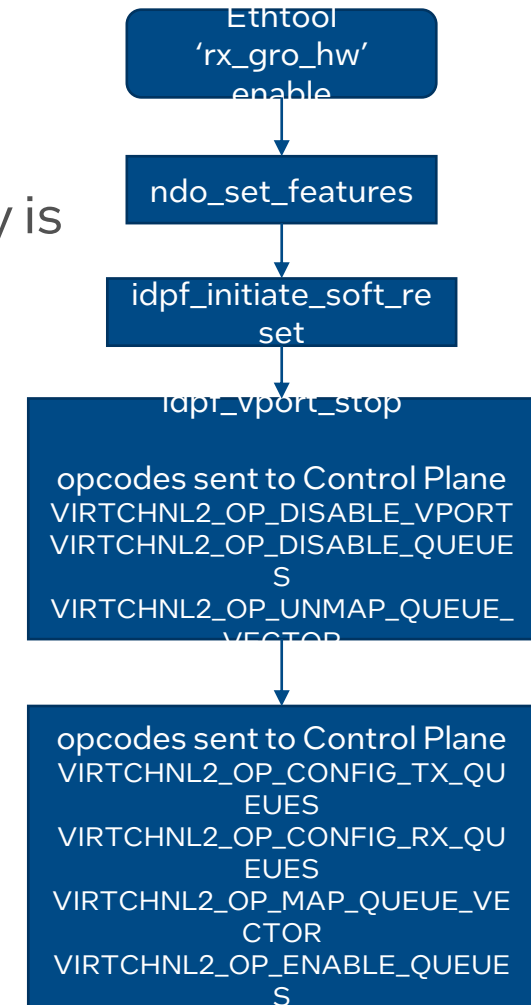 Ethtool
‘rx_gro_hw’
enable
y is
ndo_set_features
idpf_initiate_soft_re
set
idpf_vport_stop
opcodes sent to Control Plane
VIRTCHNL2_OP_DISABLE_VPORT
VIRTCHNL2_OP_DISABLE_QUEUE
S
VIRTCHNL2_OP_UNMAP_QUEUE_
VECTOR
opcodes sent to Control Plane
VIRTCHNL2_OP_CONFIG_TX_QU
EUES
VIRTCHNL2_OP_CONFIG_RX_QU
EUES
VIRTCHNL2_OP_MAP_QUEUE_VE
CTOR
VIRTCHNL2_OP_ENABLE_QUEUE
S